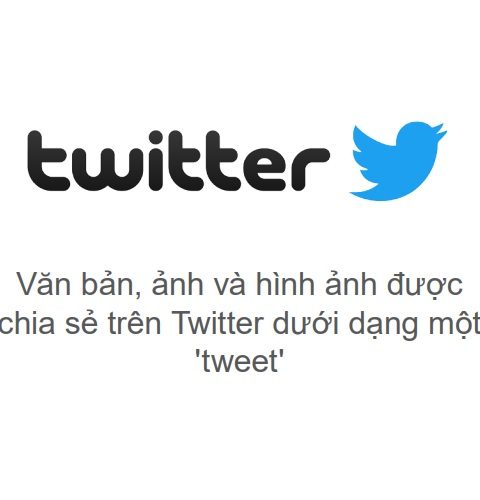 twitter
Văn bản, ảnh và hình ảnh được
chia sẻ trên Twitter dưới dạng một
'tweet'